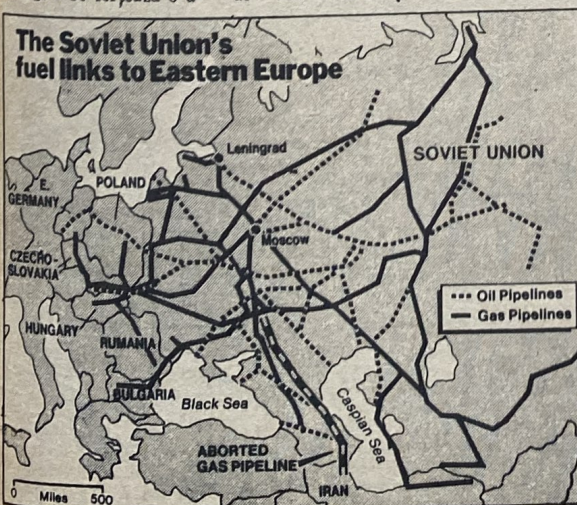 The Soviet Union's
fuel links to Eastern Europe
Leningrad
SOVIET UNION
POLAND
E.
GERMANY
Moscow
CZECHO-
SLOVAKIA
Oil Pipelines
Gas Pipelines
HUNGARY
RUMANIA
BULGARIA
Black Sea
Caspian Sea
ABORTED
GAS PIPELINE
IRAN
0 Miles 500